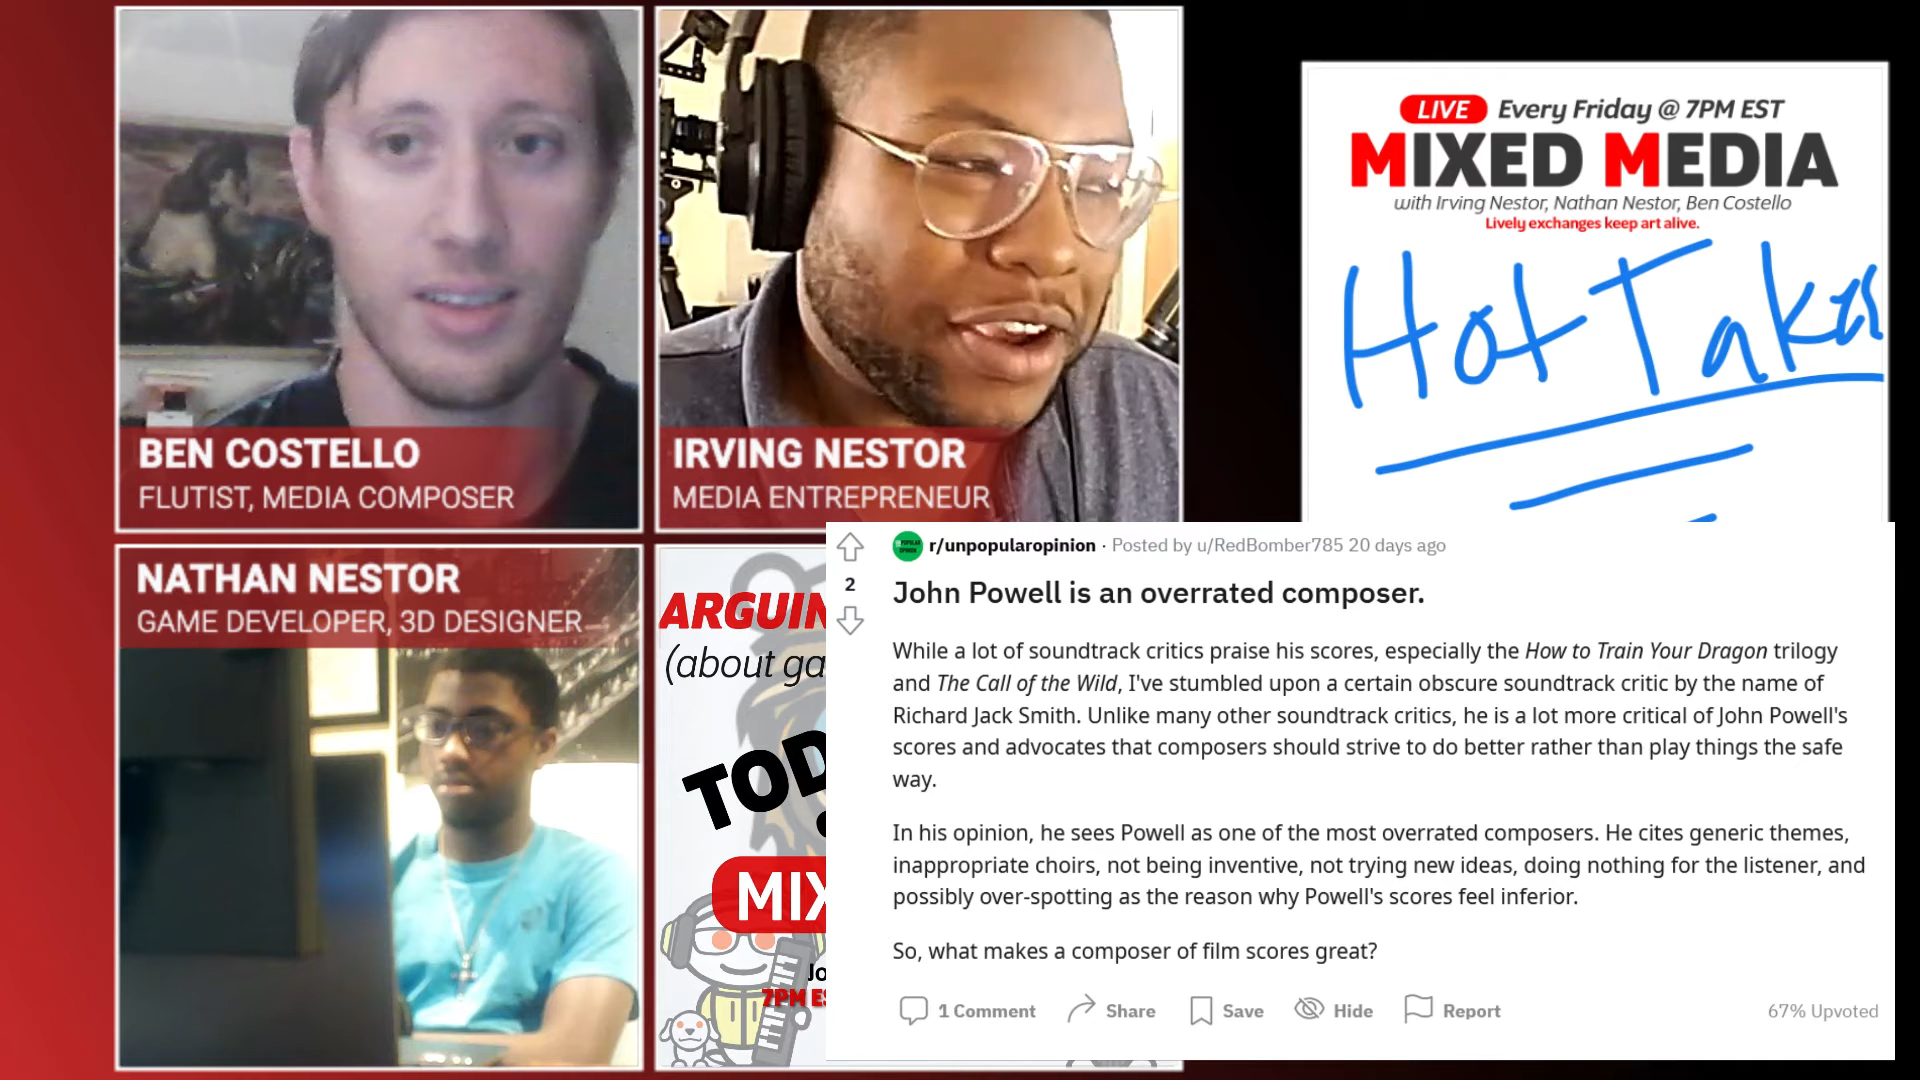 BEN COSTELLO
FLUTIST, MEDIA COMPOSER
IRVING NESTOR
MEDIA ENTREPRENEUR
LIVE Every Friday @ 7PM EST
MIXED MEDIA
with Irving Nestor, Nathan Nestor, Ben Costello
Lively exchanges keep art alive.
Hot Takes
NATHAN NESTOR
GAME DEVELOPER, 3D DESIGNER
ARGUIN
(about ga
TOD
MIX
Jo
7PM ES
r/unpopularopinion · Posted by u/RedBomber785 20 days ago
2
John Powell is an overrated composer.
While a lot of soundtrack critics praise his scores, especially the How to Train Your Dragon trilogy
and The Call of the Wild, I've stumbled upon a certain obscure soundtrack critic by the name of
Richard Jack Smith. Unlike many other soundtrack critics, he is a lot more critical of John Powell's
scores and advocates that composers should strive to do better rather than play things the safe
way.
In his opinion, he sees Powell as one of the most overrated composers. He cites generic themes,
inappropriate choirs, not being inventive, not trying new ideas, doing nothing for the listener, and
possibly over-spotting as the reason why Powell's scores feel inferior.
So, what makes a composer of film scores great?
1 Comment Share Save Hide Report 67% Upvoted